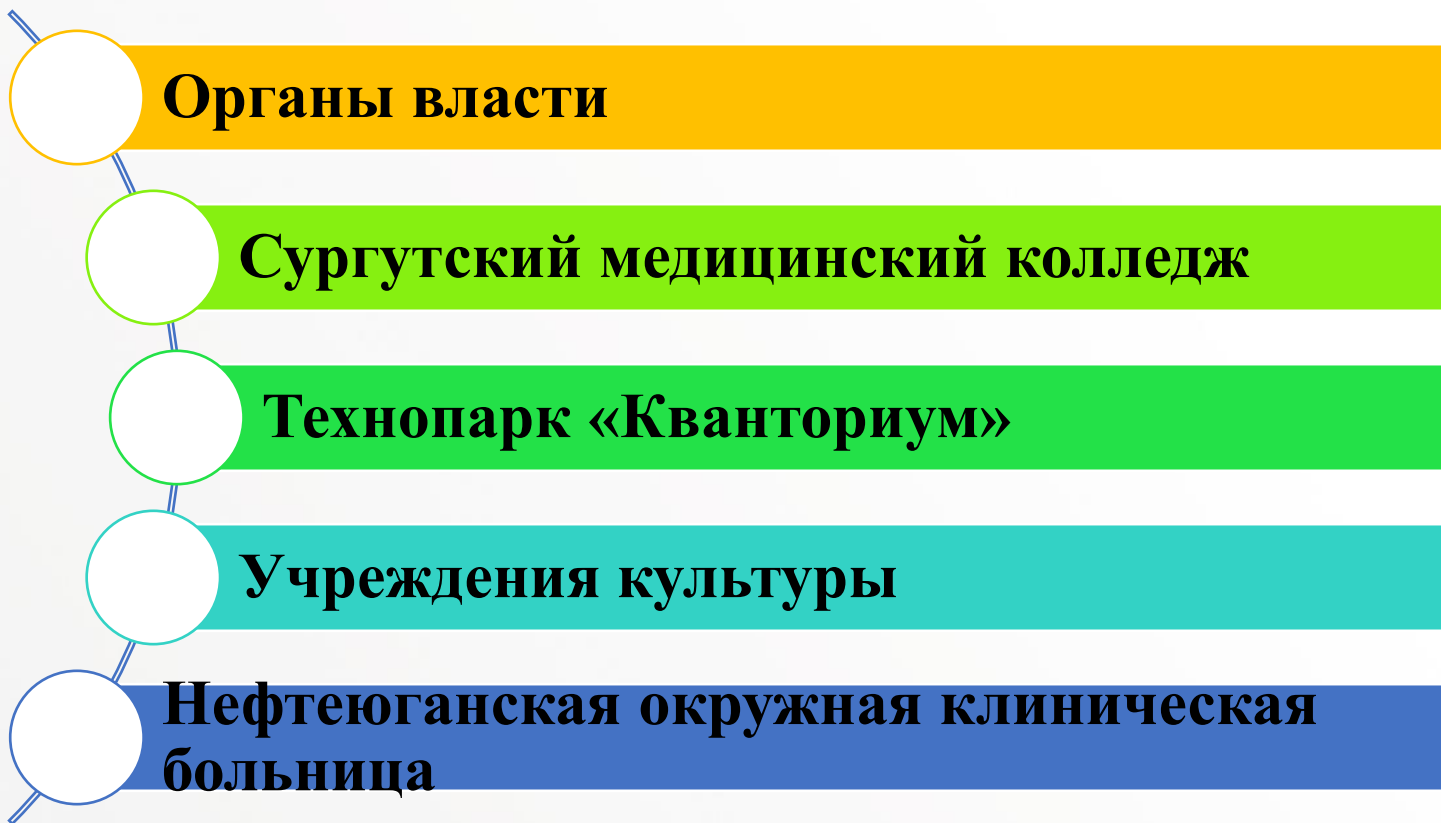 Органы власти
Сургутский медицинский колледж
Технопарк «Кванториум»
Учреждения культуры
Нефтеюганская окружная клиническая
больница